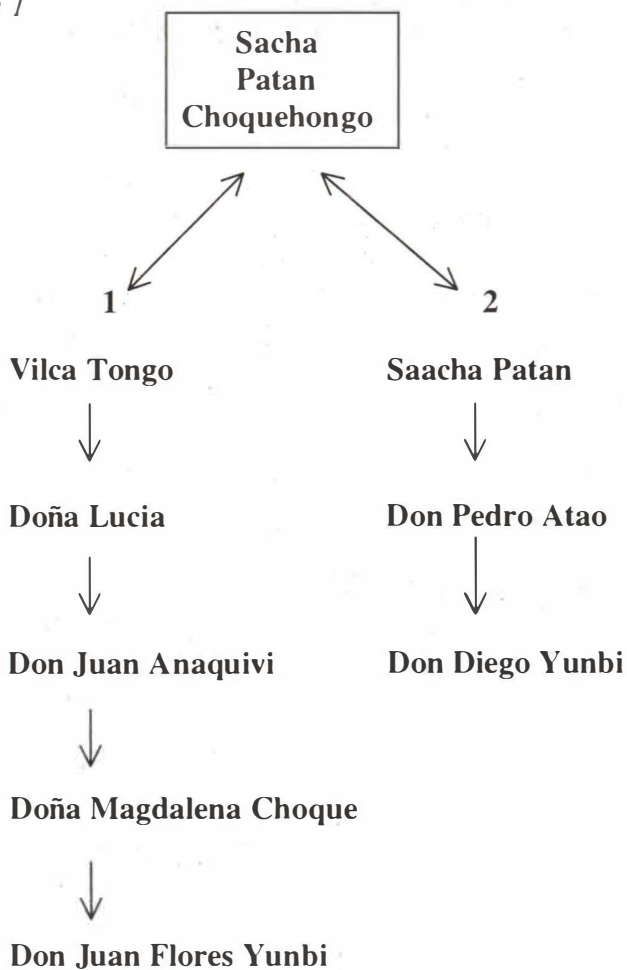 Sacha
Patan
Choquehongo
1
2
Vilca Tongo
Saacha Patan
Doña Lucia
Don Pedro Atao
Don Juan Anaquivi
Don Diego Yunbi
Doña Magdalena Choque
Don Juan Flores Yunbi